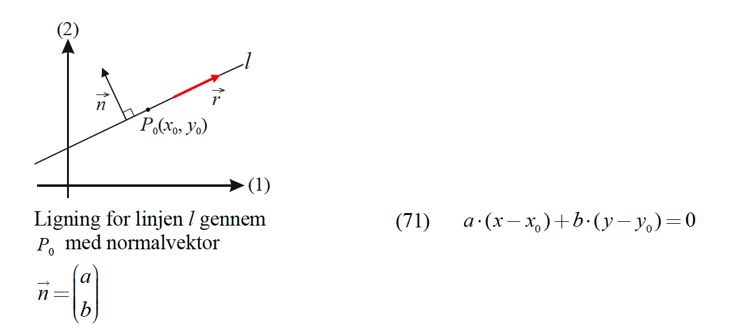 (2)
l
n⃗
r⃗
P₀(x₀, y₀)
(1)
Ligning for linjen l gennem
P₀ med normalvektor
n⃗ = (a b)
(71) a·(x−x₀)+b·(y−y₀)=0